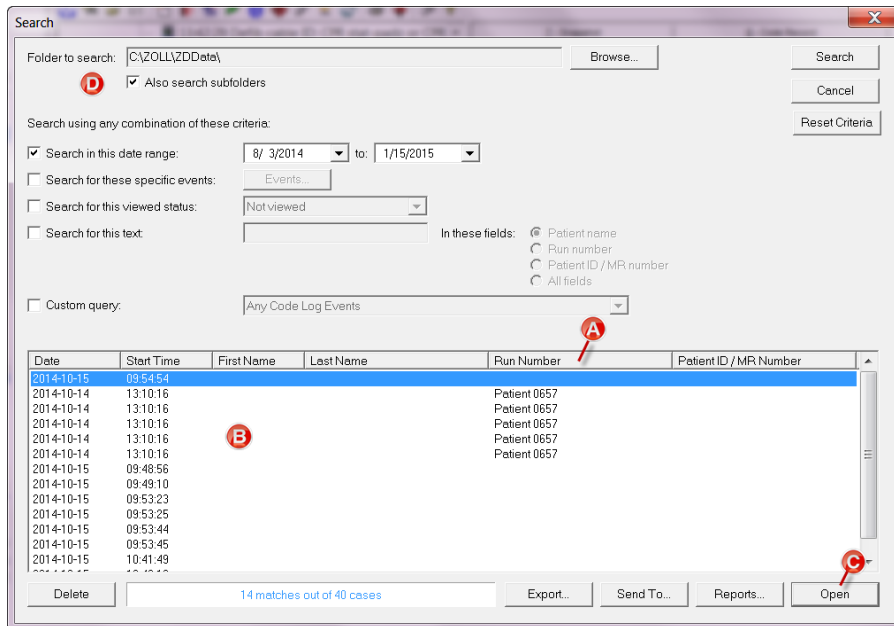 Search
Folder to search: C:\ZOLL\ZDData\ Browse... Search
D Also search subfolders
Cancel
Search using any combination of these criteria: Reset Criteria
Search in this date range: 8/ 3/2014 to: 1/15/2015
Search for these specific events: Events...
Search for this viewed status: Not viewed
Search for this text: In these fields: Patient name
Run number
Patient ID / MR number
All fields
Custom query: Any Code Log Events
A
Date Start Time First Name Last Name Run Number Patient ID / MR Number
2014-10-15 09:54:54
2014-10-14 13:10:16 Patient 0657
2014-10-14 13:10:16 Patient 0657
2014-10-14 13:10:16 Patient 0657
2014-10-14 13:10:16 B Patient 0657
2014-10-14 13:10:16 Patient 0657
2014-10-15 09:48:56
2014-10-15 09:49:10
2014-10-15 09:53:23
2014-10-15 09:53:25
2014-10-15 09:53:44
2014-10-15 09:53:45
2014-10-15 10:41:49
C
Delete 14 matches out of 40 cases Export... Send To... Reports... Open